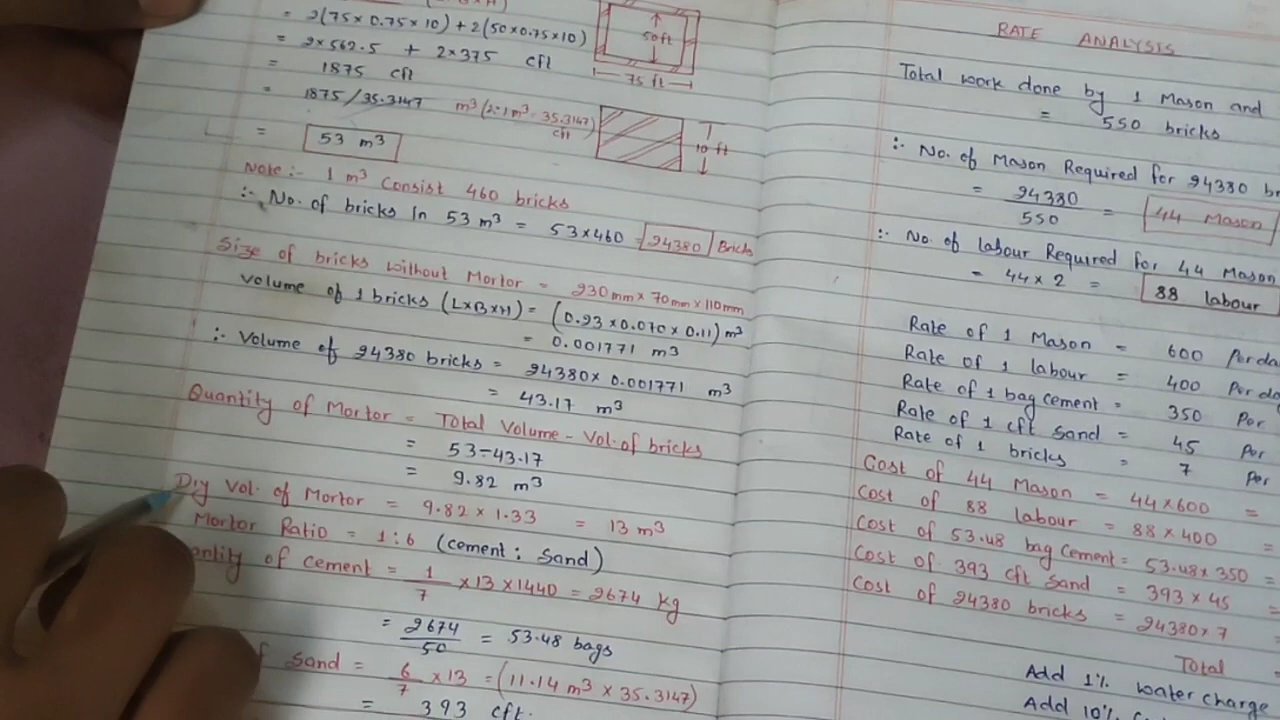 = 2(75×0.75×10) + 2(50×0.75×10)
= 2×562.5 + 2×375 cft
= 1875 cft
= 1875/35.3147 m³ (∵ 1m³ = 35.3147 cft)
= 53 m³
50ft
75 ft
10 ft
Note:- 1 m³ Consist 460 bricks
∴ No. of bricks in 53 m³ = 53×460 = 24380 Bricks
Size of bricks without Mortor = 230mm×70mm×110mm
Volume of 1 bricks (L×B×H) = (0.23×0.070×0.11) m³
= 0.001771 m³
∴ Volume of 24380 bricks = 24380×0.001771 m³
= 43.17 m³
Quantity of Mortor = Total Volume - Vol. of bricks
= 53-43.17
= 9.82 m³
Dry Vol. of Mortor = 9.82×1.33 = 13 m³
Mortor Ratio = 1:6 (cement: Sand)
antity of Cement = 1/7 ×13×1440 = 2674 Kg
= 2674/50 = 53.48 bags
f Sand = 6/7 ×13 = (11.14 m³ × 35.3147)
= 393 cft.
RATE ANALYSIS
Total work done by 1 Mason and
= 550 bricks
∴ No. of Mason Required for 24380 br
= 24380/550 = 44 Mason
∴ No. of labour Required for 44 Mason
= 44×2 = 88 labour
Rate of 1 Mason = 600 Per da
Rate of 1 labour = 400 Per da
Rate of 1 bag cement = 350 Per
Rate of 1 cft Sand = 45 Per
Rate of 1 bricks = 7 Per
Cost of 44 Mason = 44×600 =
Cost of 88 labour = 88×400 =
Cost of 53.48 bag Cement = 53.48×350 =
Cost of 393 cft Sand = 393×45 =
Cost of 24380 bricks = 24380×7
Total =
Add 1% water charge
Add 10%